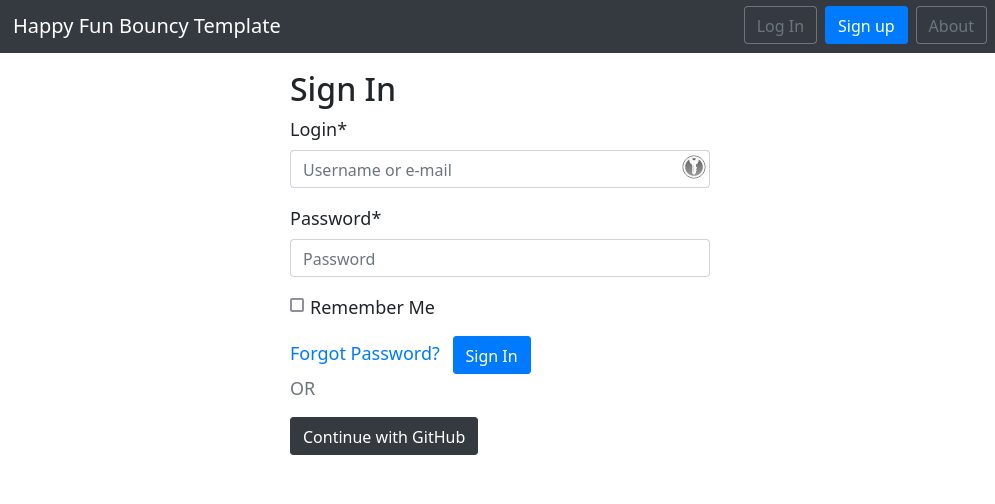 Happy Fun Bouncy Template Log In Sign up About
Sign In
Login*
Username or e-mail
Password*
Password
Remember Me
Forgot Password? Sign In
OR
Continue with GitHub